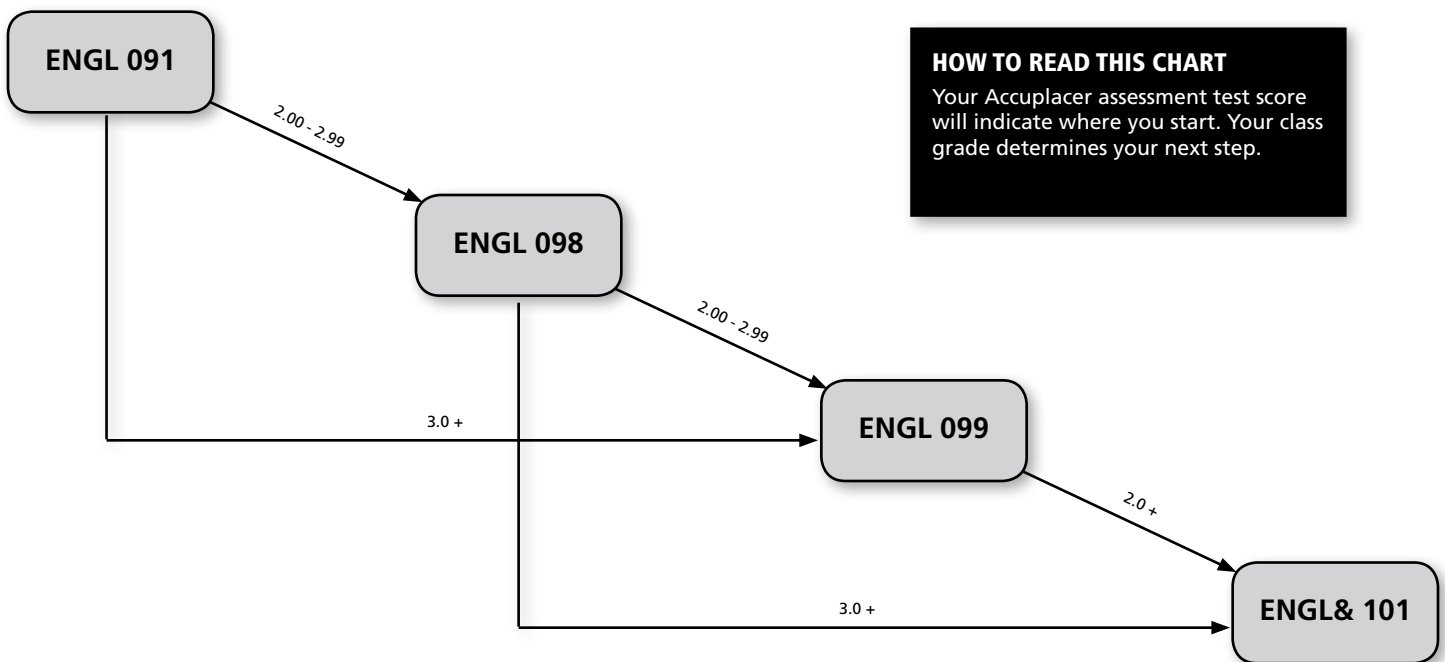 ENGL 091
HOW TO READ THIS CHART
Your Accuplacer assessment test score
will indicate where you start. Your class
grade determines your next step.
2.00 - 2.99
ENGL 098
2.00 - 2.99
3.0 +
ENGL 099
2.0 +
3.0 +
ENGL& 101